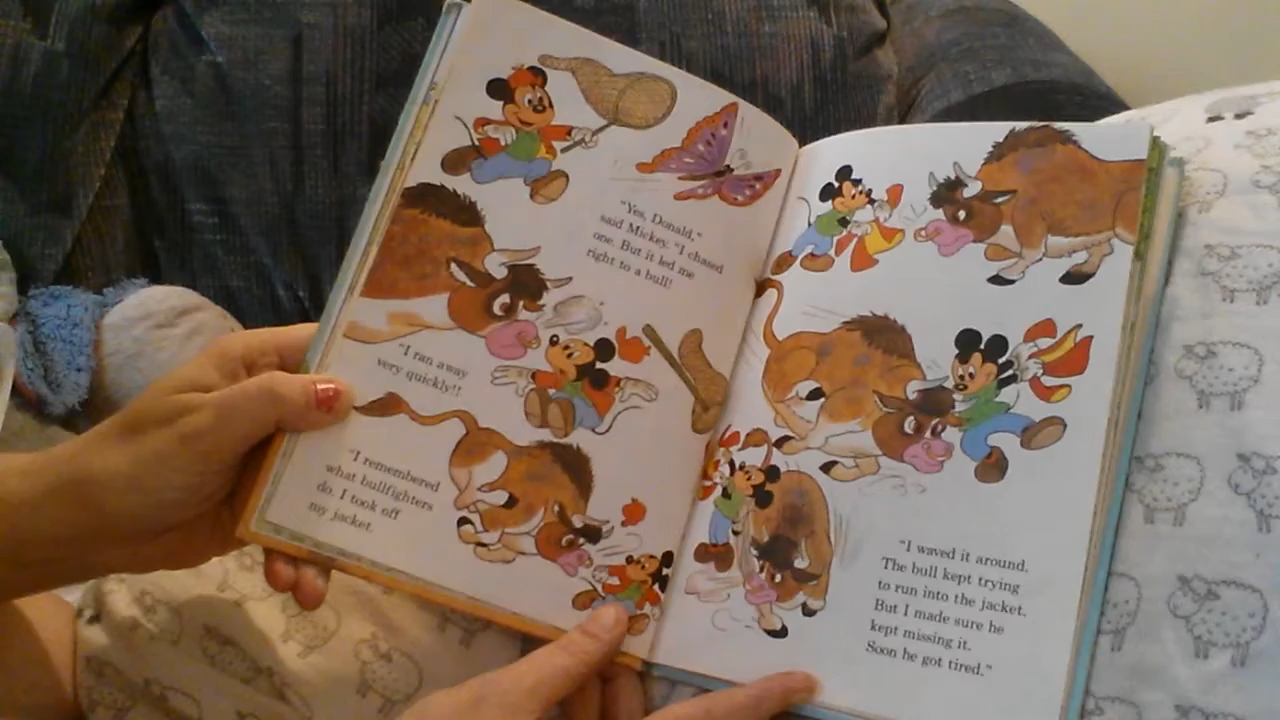 "Yes, Donald,"
said Mickey. "I chased
one. But it led me
right to a bull!
"I ran away
very quickly!!
"I remembered
what bullfighters
do. I took off
my jacket.
"I waved it around.
The bull kept trying
to run into the jacket.
But I made sure he
kept missing it.
Soon he got tired."